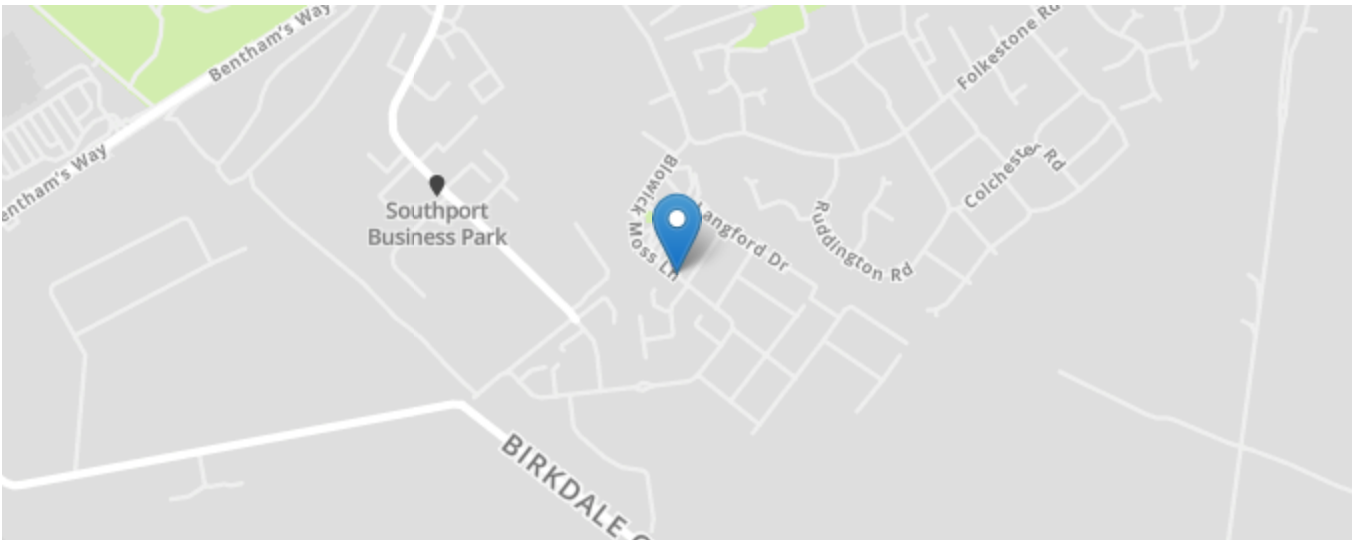 Bentham's Way
Folkestone Rd
entham's Way
Colchester Rd
Blowick Moss Ln
Langford Dr
Ruddington Rd
Southport
Business Park
BIRKDALE